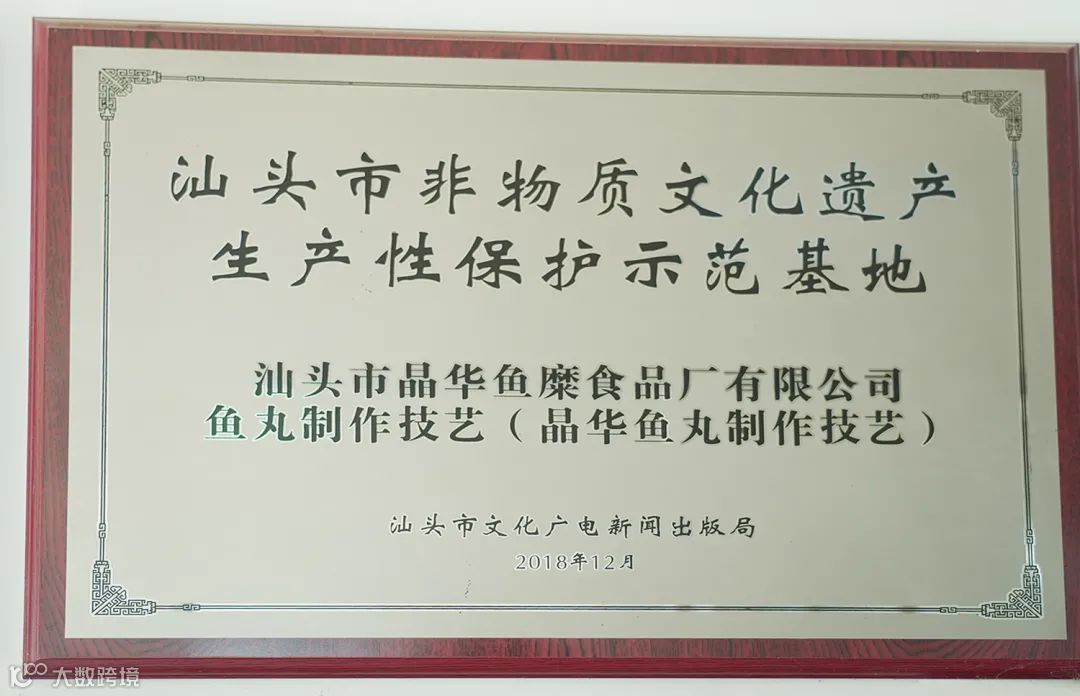 汕头市非物质文化遗产
生产性保护示范基地
汕头市晶华鱼糜食品厂有限公司
鱼丸制作技艺（晶华鱼丸制作技艺）
汕头市文化广电新闻出版局
2018年12月
大数跨境